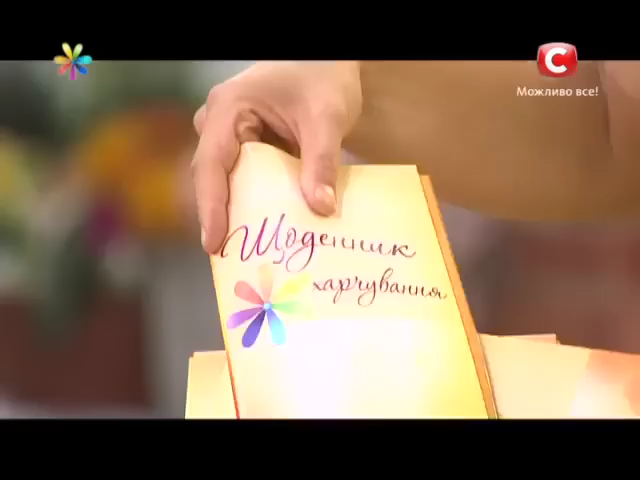 С
Можливо все!
Щоденник
харчування